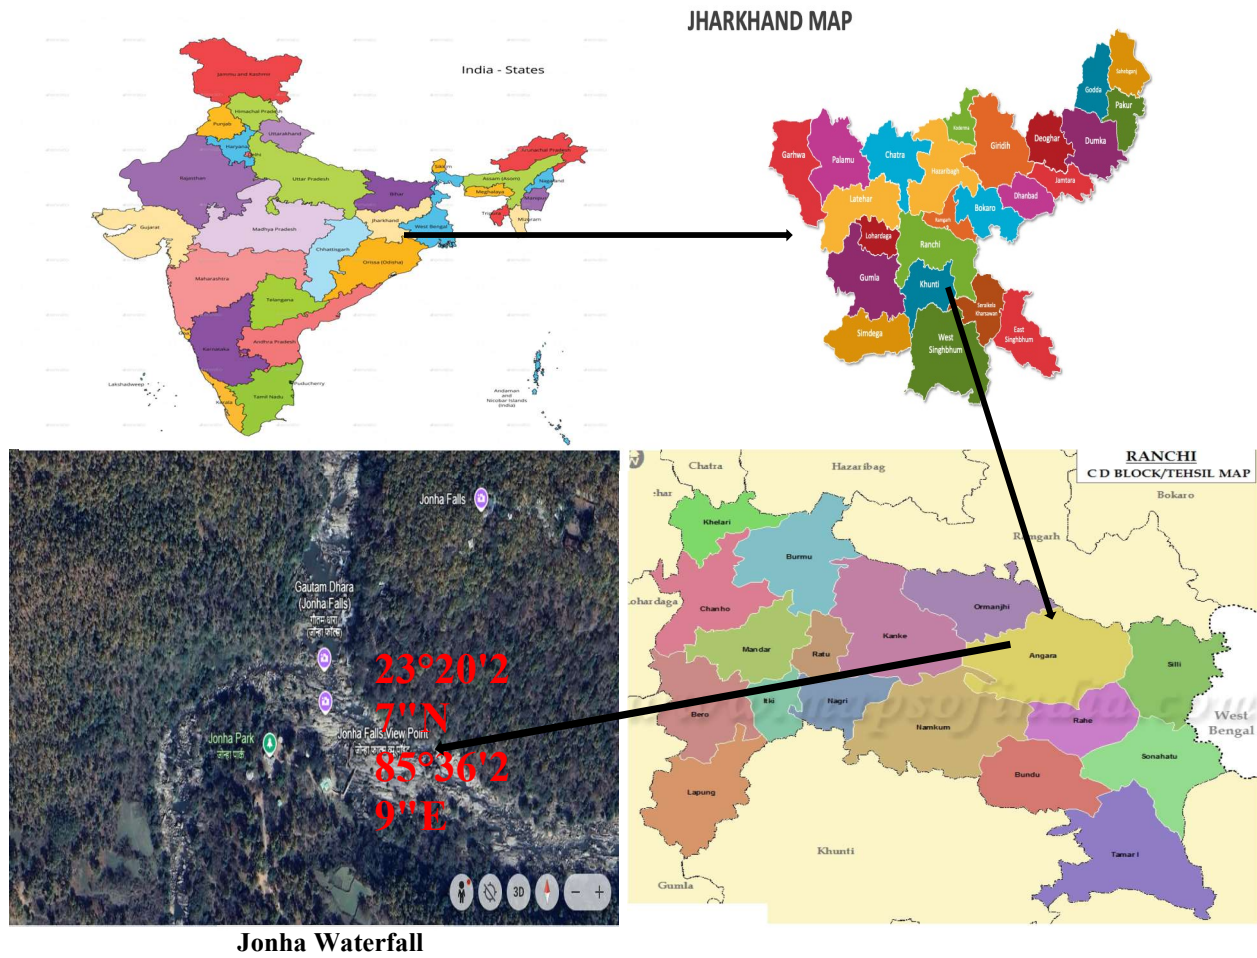 JHARKHAND MAP
India - States
Jammu and Kashmir
Himachal Pradesh
Punjab
Uttarakhand
Haryana
Delhi
Rajasthan
Uttar Pradesh
Bihar
Sikkim
Arunachal Pradesh
Assam (Asom)
Nagaland
Meghalaya
Manipur
Tripura
Mizoram
Gujarat
Madhya Pradesh
Jharkhand
West Bengal
Chhattisgarh
Orissa (Odisha)
Maharashtra
Telangana
Goa
Karnataka
Andhra Pradesh
Lakshadweep
Puducherry
Kerala
Tamil Nadu
Andaman
and
Nicobar Islands
(India)
Sahebganj
Godda
Pakur
Garhwa
Palamu
Chatra
Koderma
Giridih
Deoghar
Dumka
Hazaribagh
Jamtara
Latehar
Dhanbad
Bokaro
Ramgarh
Lohardaga
Ranchi
Gumla
Khunti
Saraikela
Kharsawan
Simdega
West
Singhbhum
East
Singhbhum
Jonha Falls
Gautam Dhara
(Jonha Falls)
गौतम धारा
(जोन्हा फॉल्स)
23°20'2
7"N
Jonha Falls View Point
Jonha Park
जोन्हा पार्क
85°36'2
9"E
3D
− +
Jonha Waterfall
RANCHI
C D BLOCK/TEHSIL MAP
Chatra
Hazaribag
Bokaro
Khelari
Burmu
Ramgarh
Lohardaga
Chanho
Ormanjhi
Kanke
Mandar
Ratu
Angara
Silli
Bero
Itki
Nagri
Namkum
Rahe
West
Bengal
Sonahatu
Bundu
Lapung
Khunti
Tamar I
Gumla
www.mapsofindia.com